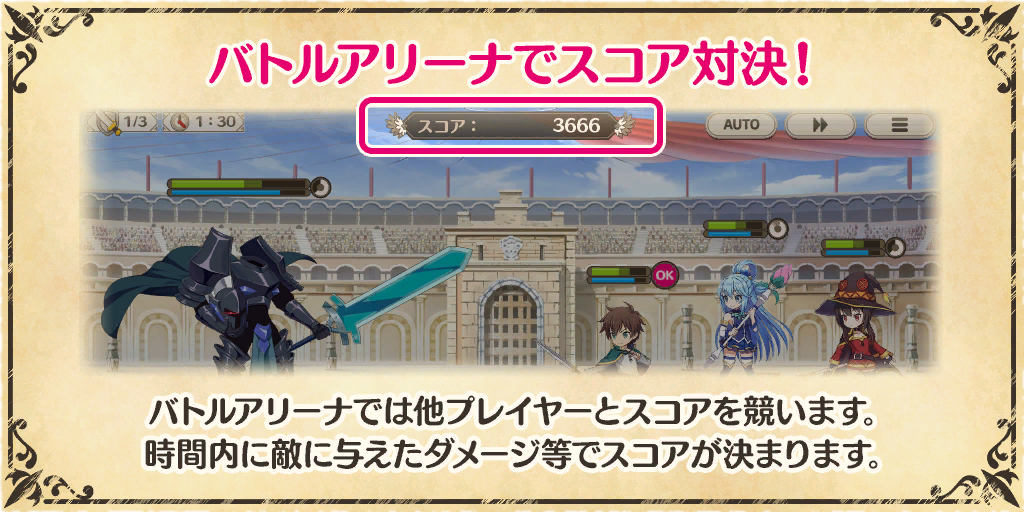 バトルアリーナでスコア対決！
1/3
1：30
スコア： 3666
AUTO
OK
バトルアリーナでは他プレイヤーとスコアを競います。
時間内に敵に与えたダメージ等でスコアが決まります。